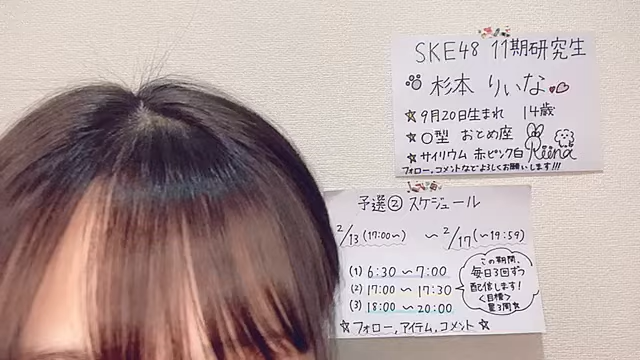 SKE48 11期研究生
杉本 りいな
☆9月20日生まれ 14歳
☆O型 おとめ座
☆サイリウム 赤ピンク白
Riina
フォロー、コメントなどよろしくお願いします!!!
予選② スケジュール
2/13(17:00~) ~ 2/17(~19:59)
(1) 6:30~7:00
(2) 17:00~17:30
(3) 18:00~20:00
この期間、
毎日3回ずつ
配信します!
<目標>
星3周☆
☆フォロー、アイテム、コメント☆